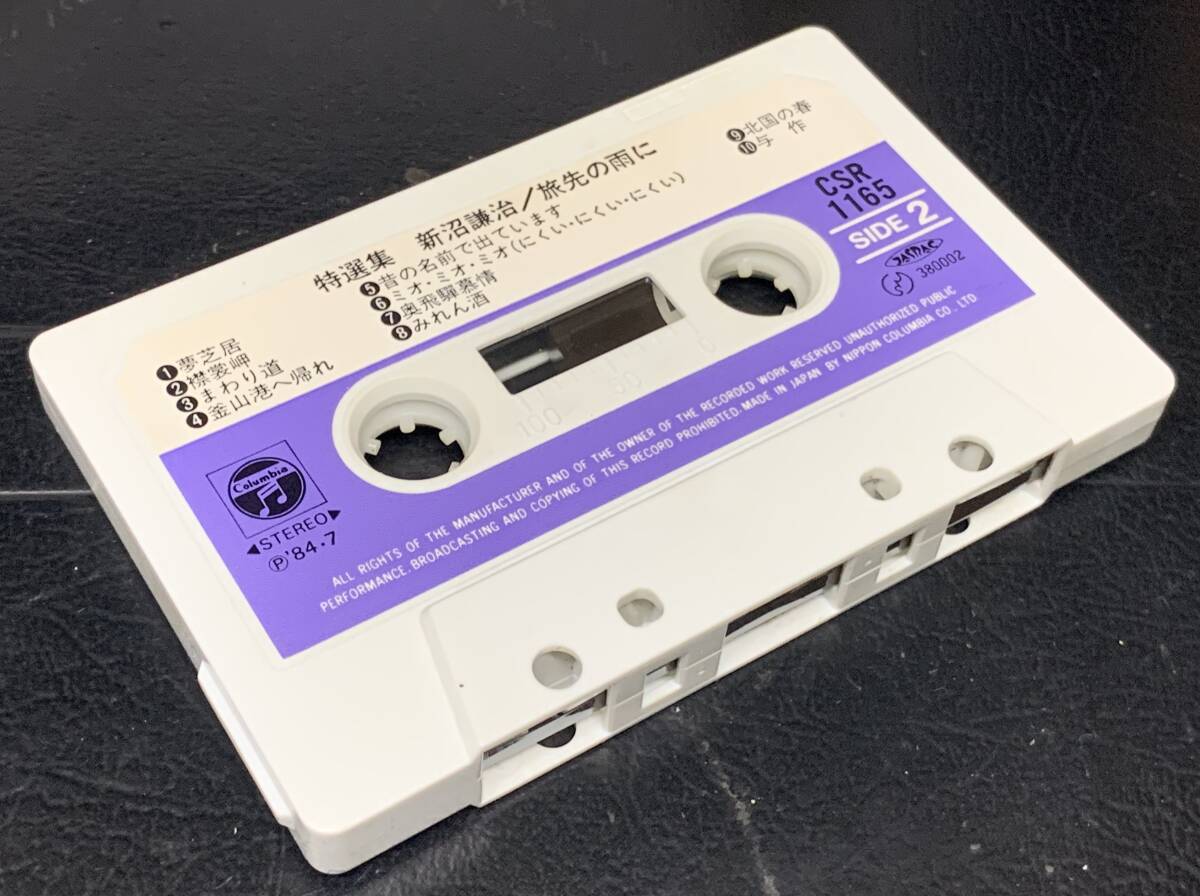 特選集 新沼謙治/旅先の雨に
❶夢芝居
❷襟裳岬
❸まわり道
❹釜山港へ帰れ
❺昔の名前で出ています
❻ミオ・ミオ・ミオ(にくい・にくい・にくい)
❼奥飛騨慕情
❽みれん酒
❾北国の春
❿与 作
CSR
1165
SIDE 2
JASRAC
380002
Columbia
◀STEREO▶
Ⓟ'84.7
100 50 0
ALL RIGHTS OF THE MANUFACTURER AND OF THE OWNER OF THE RECORDED WORK RESERVED UNAUTHORIZED PUBLIC
PERFORMANCE.BROADCASTING AND COPYING OF THIS RECORD PROHIBITED.MADE IN JAPAN BY NIPPON COLUMBIA CO., LTD.